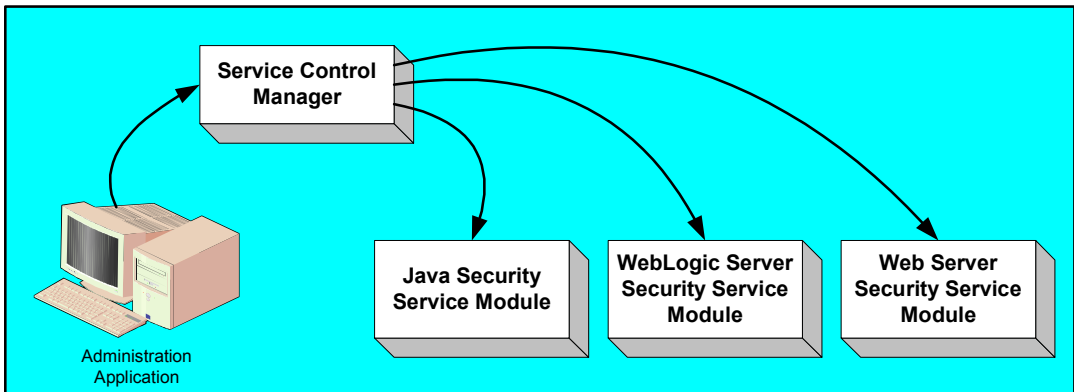 Service Control
Manager
Java Security
Service Module
WebLogic Server
Security Service
Module
Web Server
Security Service
Module
Administration
Application